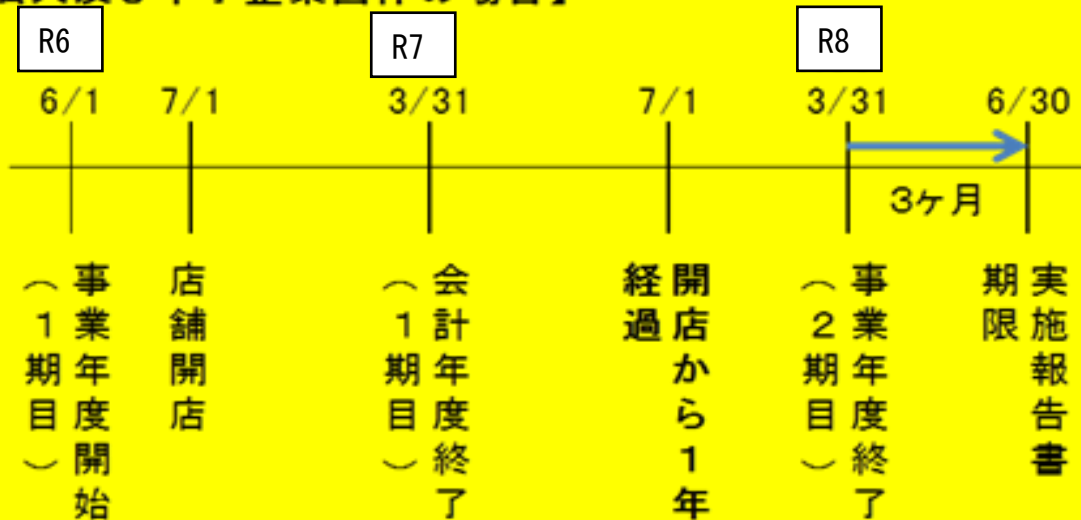 R6
R7
R8
6/1
7/1
3/31
7/1
3/31
6/30
3ヶ月
事業年度開始
（1期目）
店舗開店
会計年度終了
（1期目）
開店から1年
経過
事業年度終了
（2期目）
実施報告書
期限